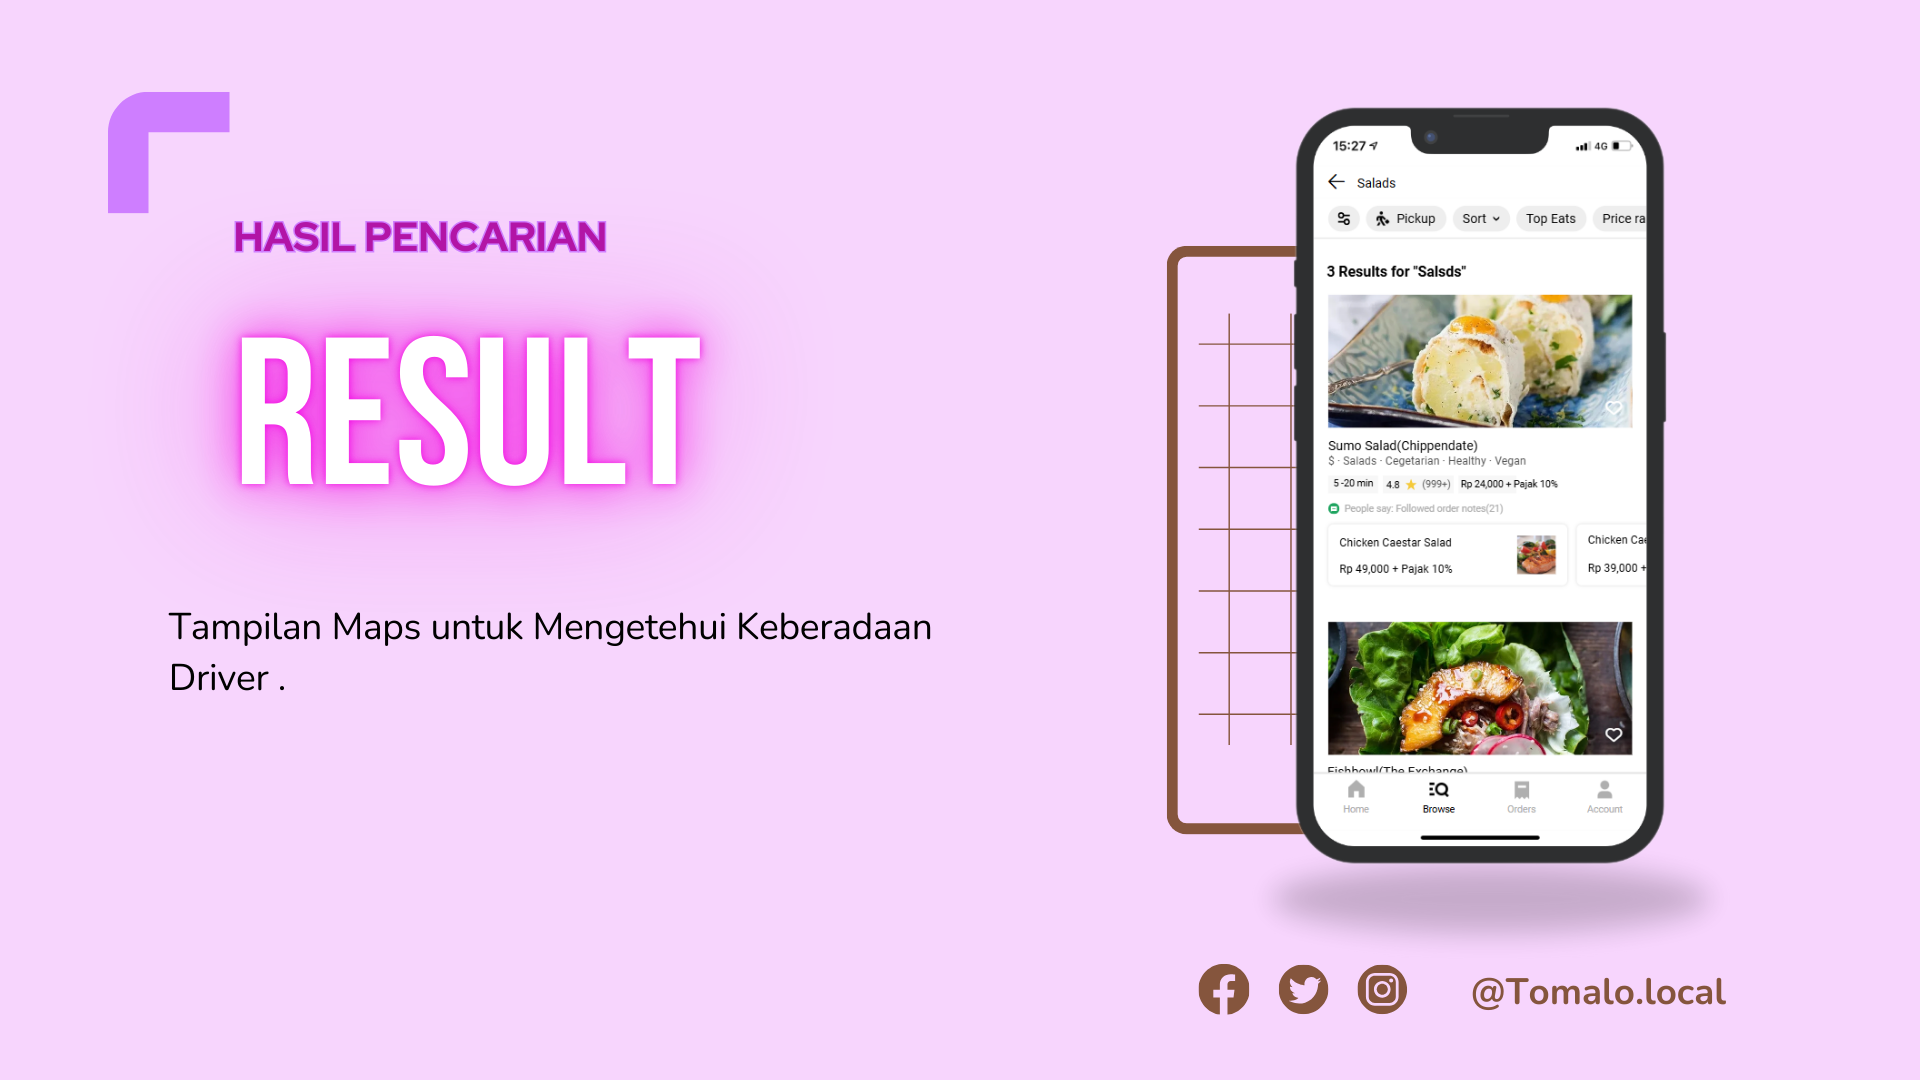 HASIL PENCARIAN
RESULT
Tampilan Maps untuk Mengetehui Keberadaan
Driver .
15:27
4G
Salads
Pickup
Sort
Top Eats
Price ra
3 Results for "Salsds"
Sumo Salad(Chippendate)
$ · Salads · Cegetarian · Healthy · Vegan
5 -20 min 4.8 (999+) Rp 24,000 + Pajak 10%
People say: Followed order notes(21)
Chicken Caestar Salad
Rp 49,000 + Pajak 10%
Chicken Cae
Rp 39,000 +
Fishbowl(The Exchange)
Home Browse Orders Account
@Tomalo.local